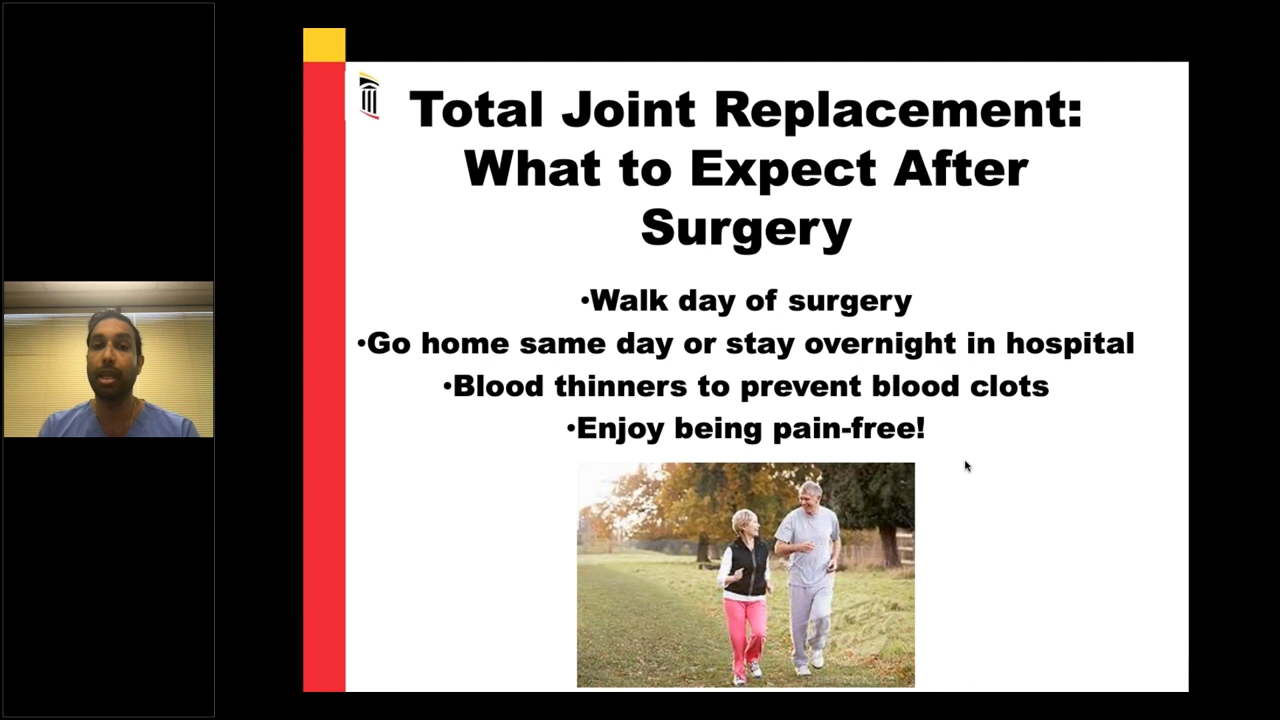 Total Joint Replacement:
What to Expect After
Surgery
•Walk day of surgery
•Go home same day or stay overnight in hospital
•Blood thinners to prevent blood clots
•Enjoy being pain-free!